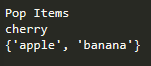 Pop Items
cherry
{'apple', 'banana'}